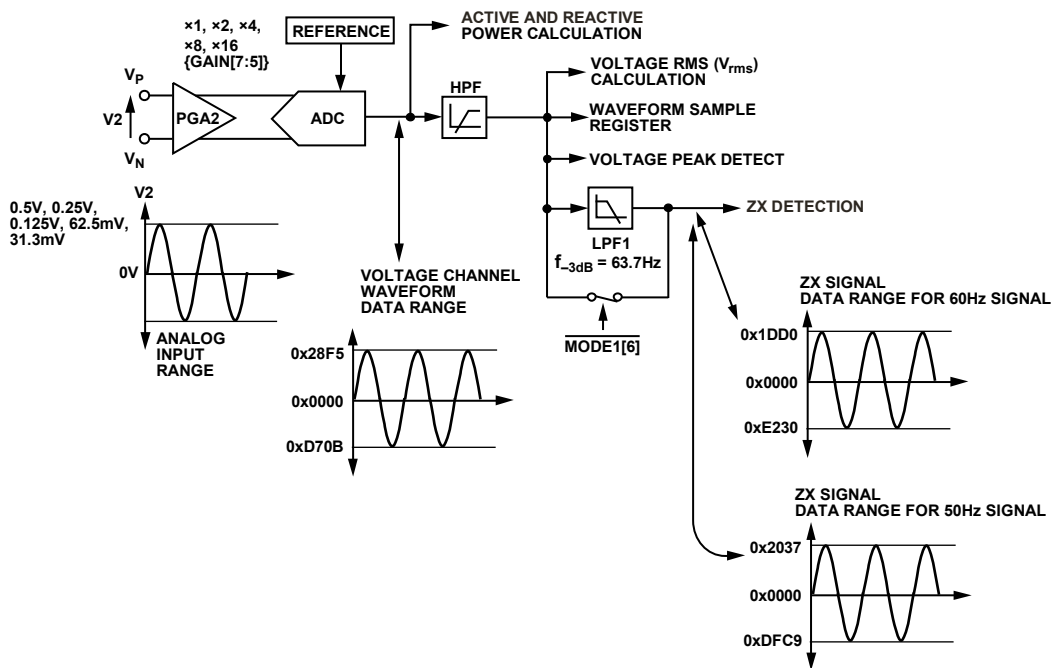 ×1, ×2, ×4,
×8, ×16
{GAIN[7:5]}
REFERENCE
ACTIVE AND REACTIVE
POWER CALCULATION
VP
V2
VN
PGA2
ADC
HPF
VOLTAGE RMS (Vrms)
CALCULATION
WAVEFORM SAMPLE
REGISTER
VOLTAGE PEAK DETECT
ZX DETECTION
LPF1
f–3dB = 63.7Hz
MODE1[6]
V2
0.5V, 0.25V,
0.125V, 62.5mV,
31.3mV
0V
ANALOG
INPUT
RANGE
VOLTAGE CHANNEL
WAVEFORM
DATA RANGE
0x28F5
0x0000
0xD70B
ZX SIGNAL
DATA RANGE FOR 60Hz SIGNAL
0x1DD0
0x0000
0xE230
ZX SIGNAL
DATA RANGE FOR 50Hz SIGNAL
0x2037
0x0000
0xDFC9